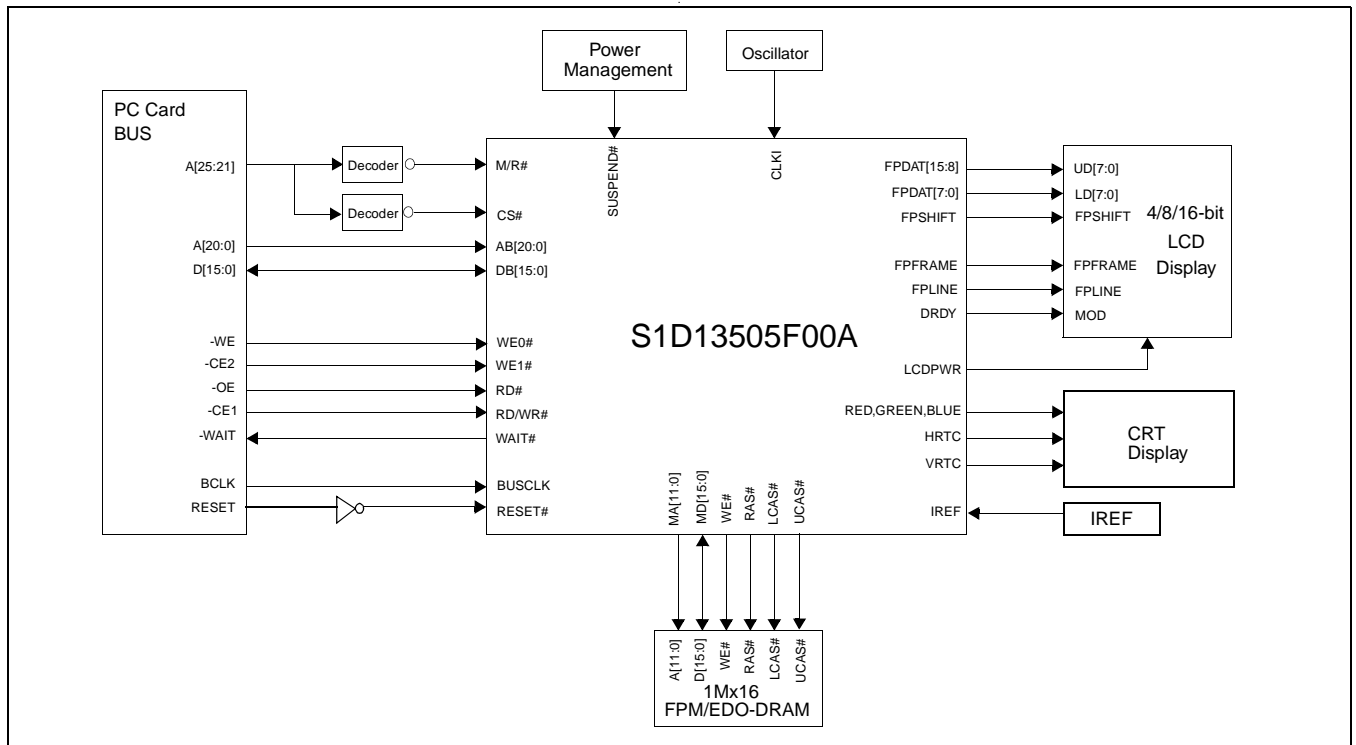 Power
Management
Oscillator
PC Card
BUS
A[25:21]
A[20:0]
D[15:0]
-WE
-CE2
-OE
-CE1
-WAIT
BCLK
RESET
Decoder
Decoder
M/R#
CS#
AB[20:0]
DB[15:0]
WE0#
WE1#
RD#
RD/WR#
WAIT#
BUSCLK
RESET#
SUSPEND#
CLKI
S1D13505F00A
FPDAT[15:8]
FPDAT[7:0]
FPSHIFT
FPFRAME
FPLINE
DRDY
LCDPWR
RED,GREEN,BLUE
HRTC
VRTC
IREF
UD[7:0]
LD[7:0]
FPSHIFT
FPFRAME
FPLINE
MOD
4/8/16-bit
LCD
Display
CRT
Display
IREF
MA[11:0]
MD[15:0]
WE#
RAS#
LCAS#
UCAS#
A[11:0]
D[15:0]
WE#
RAS#
LCAS#
UCAS#
1Mx16
FPM/EDO-DRAM